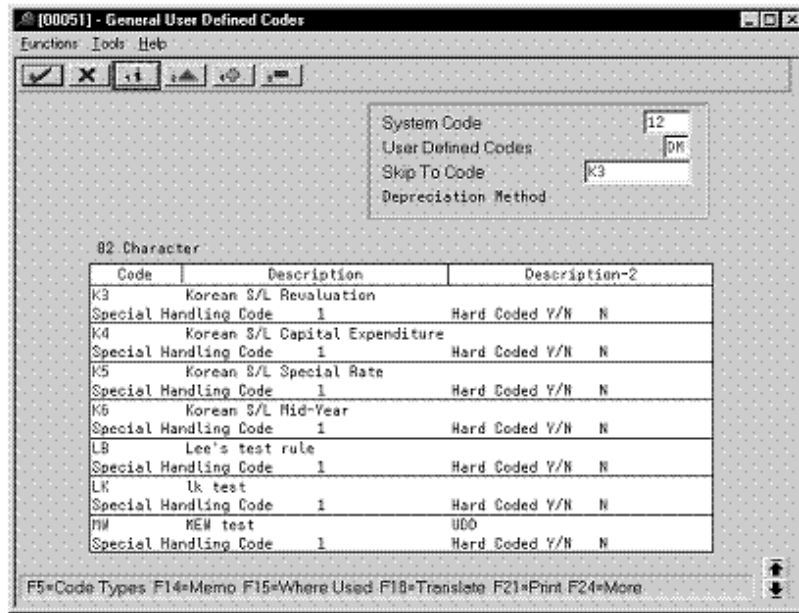 [00051] - General User Defined Codes
Functions Tools Help
System Code 12
User Defined Codes DM
Skip To Code K3
Depreciation Method
02 Character
Code Description Description-2
K3 Korean S/L Revaluation
Special Handling Code 1 Hard Coded Y/N N
K4 Korean S/L Capital Expenditure
Special Handling Code 1 Hard Coded Y/N N
K5 Korean S/L Special Rate
Special Handling Code 1 Hard Coded Y/N N
K6 Korean S/L Mid-Year
Special Handling Code 1 Hard Coded Y/N N
LB Lee's test rule
Special Handling Code 1 Hard Coded Y/N N
LK lk test
Special Handling Code 1 Hard Coded Y/N N
MW MEW test UDD
Special Handling Code 1 Hard Coded Y/N N
F5=Code Types F14=Memo F15=Where Used F18=Translate F21=Print F24=More